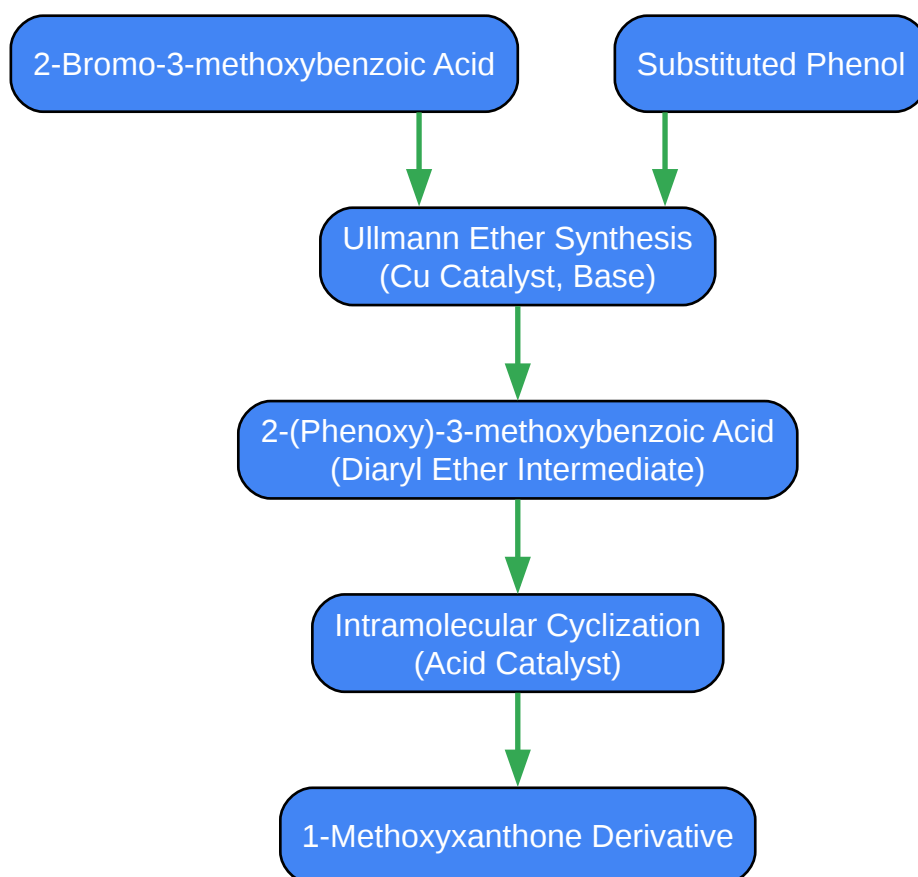 2-Bromo-3-methoxybenzoic Acid
Substituted Phenol
Ullmann Ether Synthesis
(Cu Catalyst, Base)
2-(Phenoxy)-3-methoxybenzoic Acid
(Diaryl Ether Intermediate)
Intramolecular Cyclization
(Acid Catalyst)
1-Methoxyxanthone Derivative